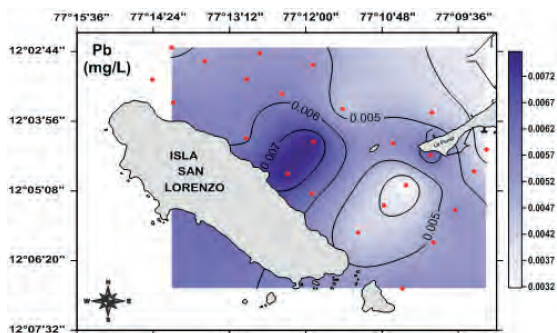 77°15'36" 77°14'24" 77°13'12" 77°12'00" 77°10'48" 77°09'36"
12°02'44"
12°03'56"
12°05'08"
12°06'20"
12°07'32"
Pb
(mg/L)
0.006
0.005
0.007
0.005
ISLA
SAN
LORENZO
La Punta
N
W E
S
0.0072
0.0067
0.0062
0.0057
0.0052
0.0047
0.0042
0.0037
0.0032